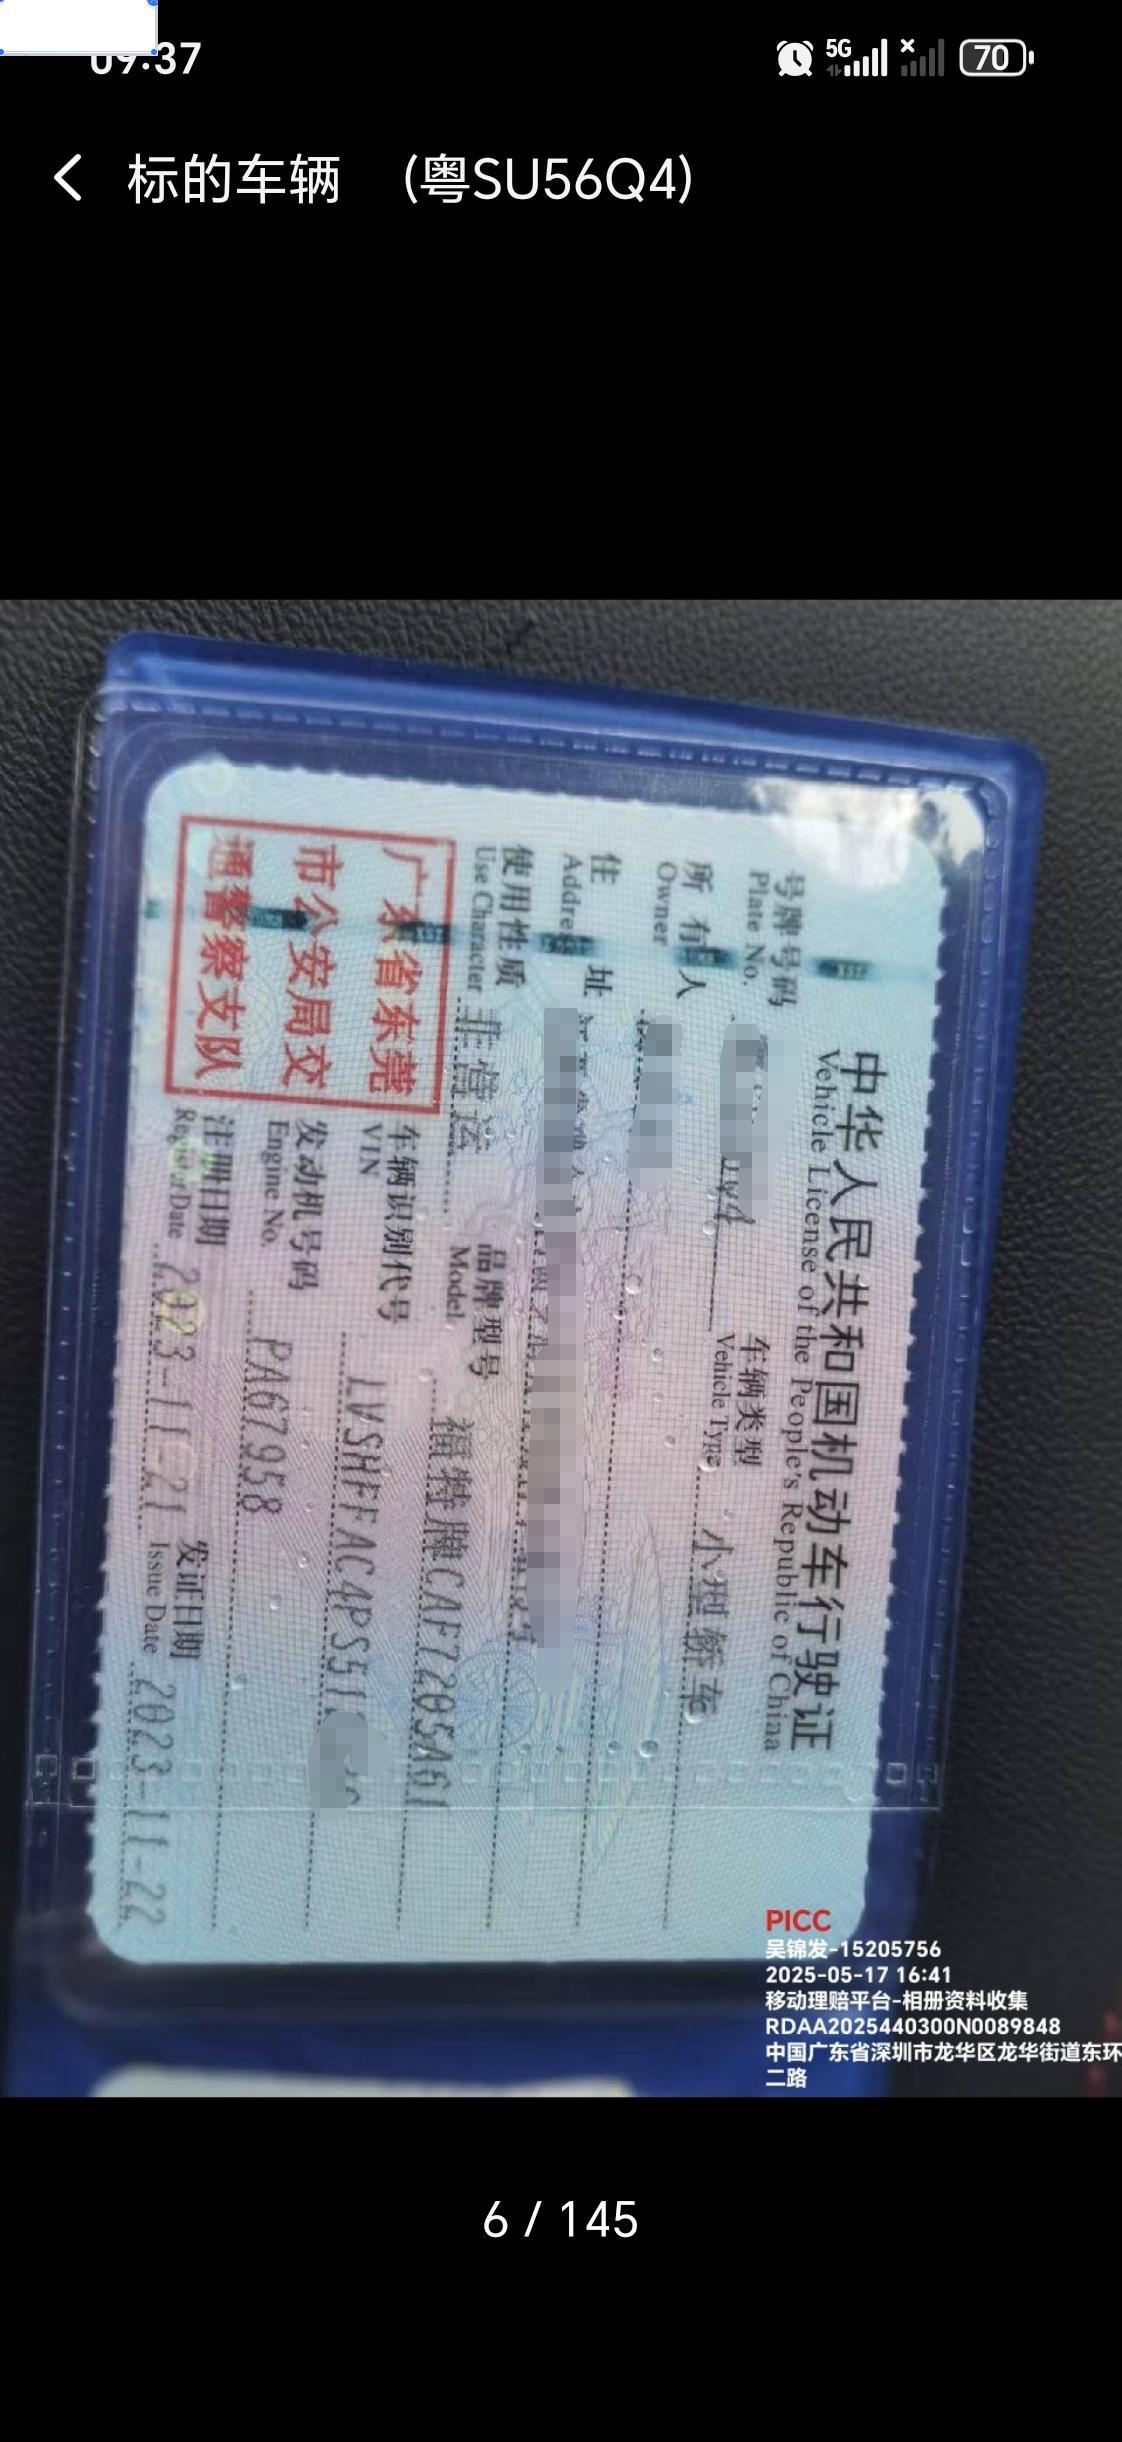 09:37
5G
70
标的车辆 (粤SU56Q4)
中华人民共和国机动车行驶证
Vehicle License of the People's Republic of China
号牌号码
Plate No.
车辆类型
Vehicle Type
小型轿车
所有人
Owner
住 址
Address
使用性质
Use Character
非营运
品牌型号
Model
福特牌CAF7205A61
广东省东莞
市公安局交
通警察支队
车辆识别代号
VIN
LVSHFFAC4PS51
发动机号码
Engine No.
PA67958
注册日期
Register Date
2023-11-21
发证日期
Issue Date
2023-11-22
PICC
吴锦发-15205756
2025-05-17 16:41
移动理赔平台-相册资料收集
RDAA2025440300N0089848
中国广东省深圳市龙华区龙华街道东环
二路
6 / 145